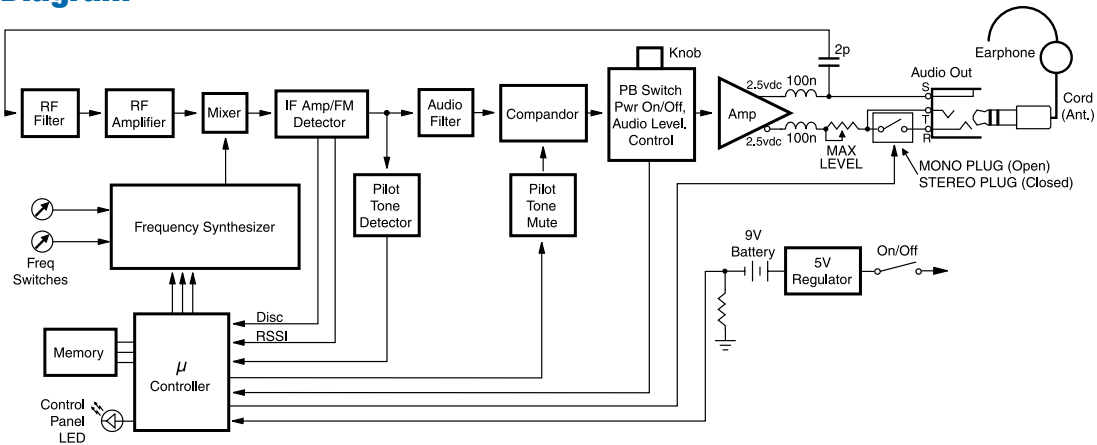 Diagram
Knob
2p
Earphone
Audio Out
Cord
(Ant.)
RF
Filter
RF
Amplifier
Mixer
IF Amp/FM
Detector
Audio
Filter
Compandor
PB Switch
Pwr On/Off,
Audio Level.
Control
Amp
2.5vdc
100n
2.5vdc
100n
S
T
R
MAX
LEVEL
MONO PLUG (Open)
STEREO PLUG (Closed)
Pilot
Tone
Detector
Pilot
Tone
Mute
Frequency Synthesizer
Freq
Switches
9V
Battery
5V
Regulator
On/Off
Disc
RSSI
Memory
μ
Controller
Control
Panel
LED